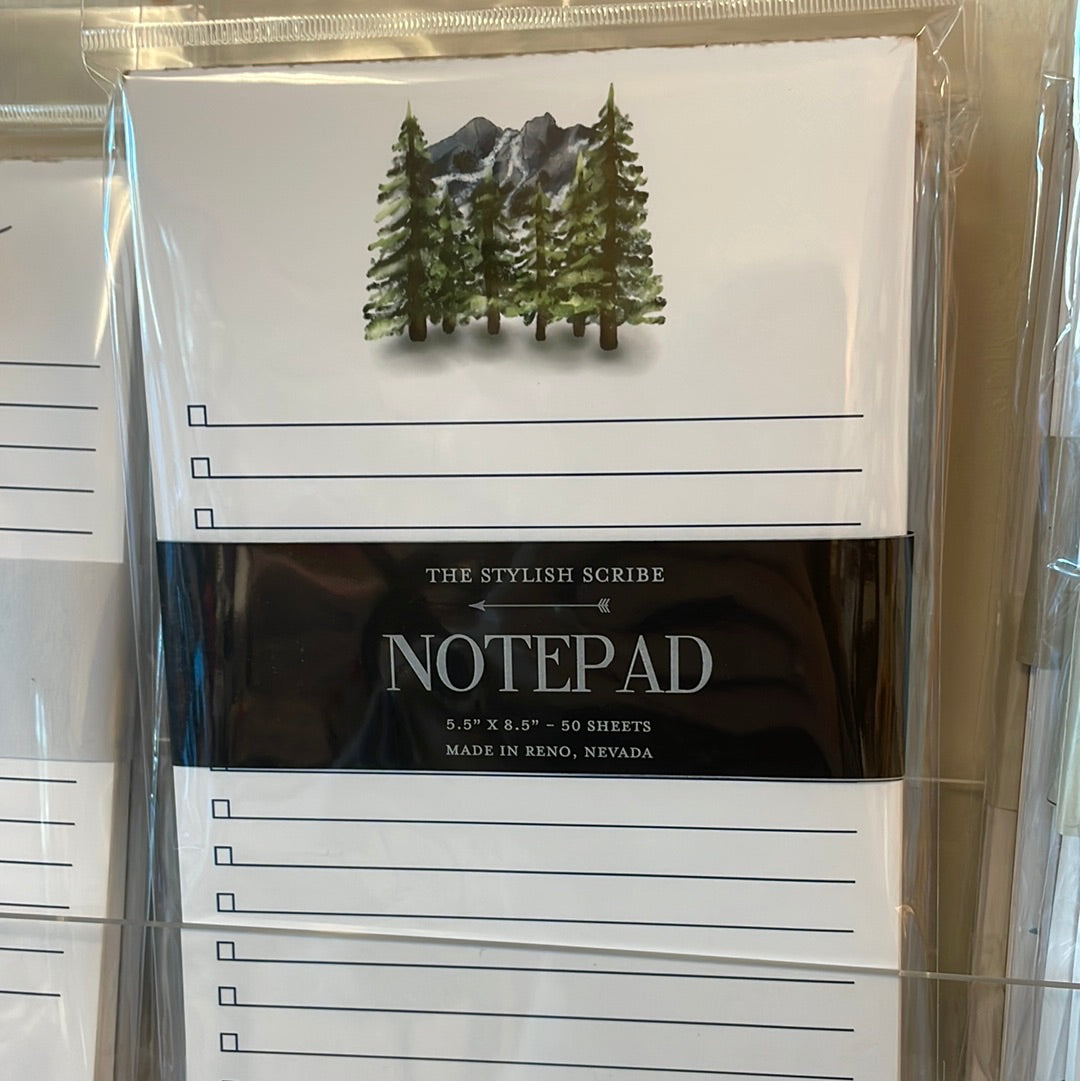 THE STYLISH SCRIBE
NOTEPAD
5.5” X 8.5” – 50 SHEETS
MADE IN RENO, NEVADA